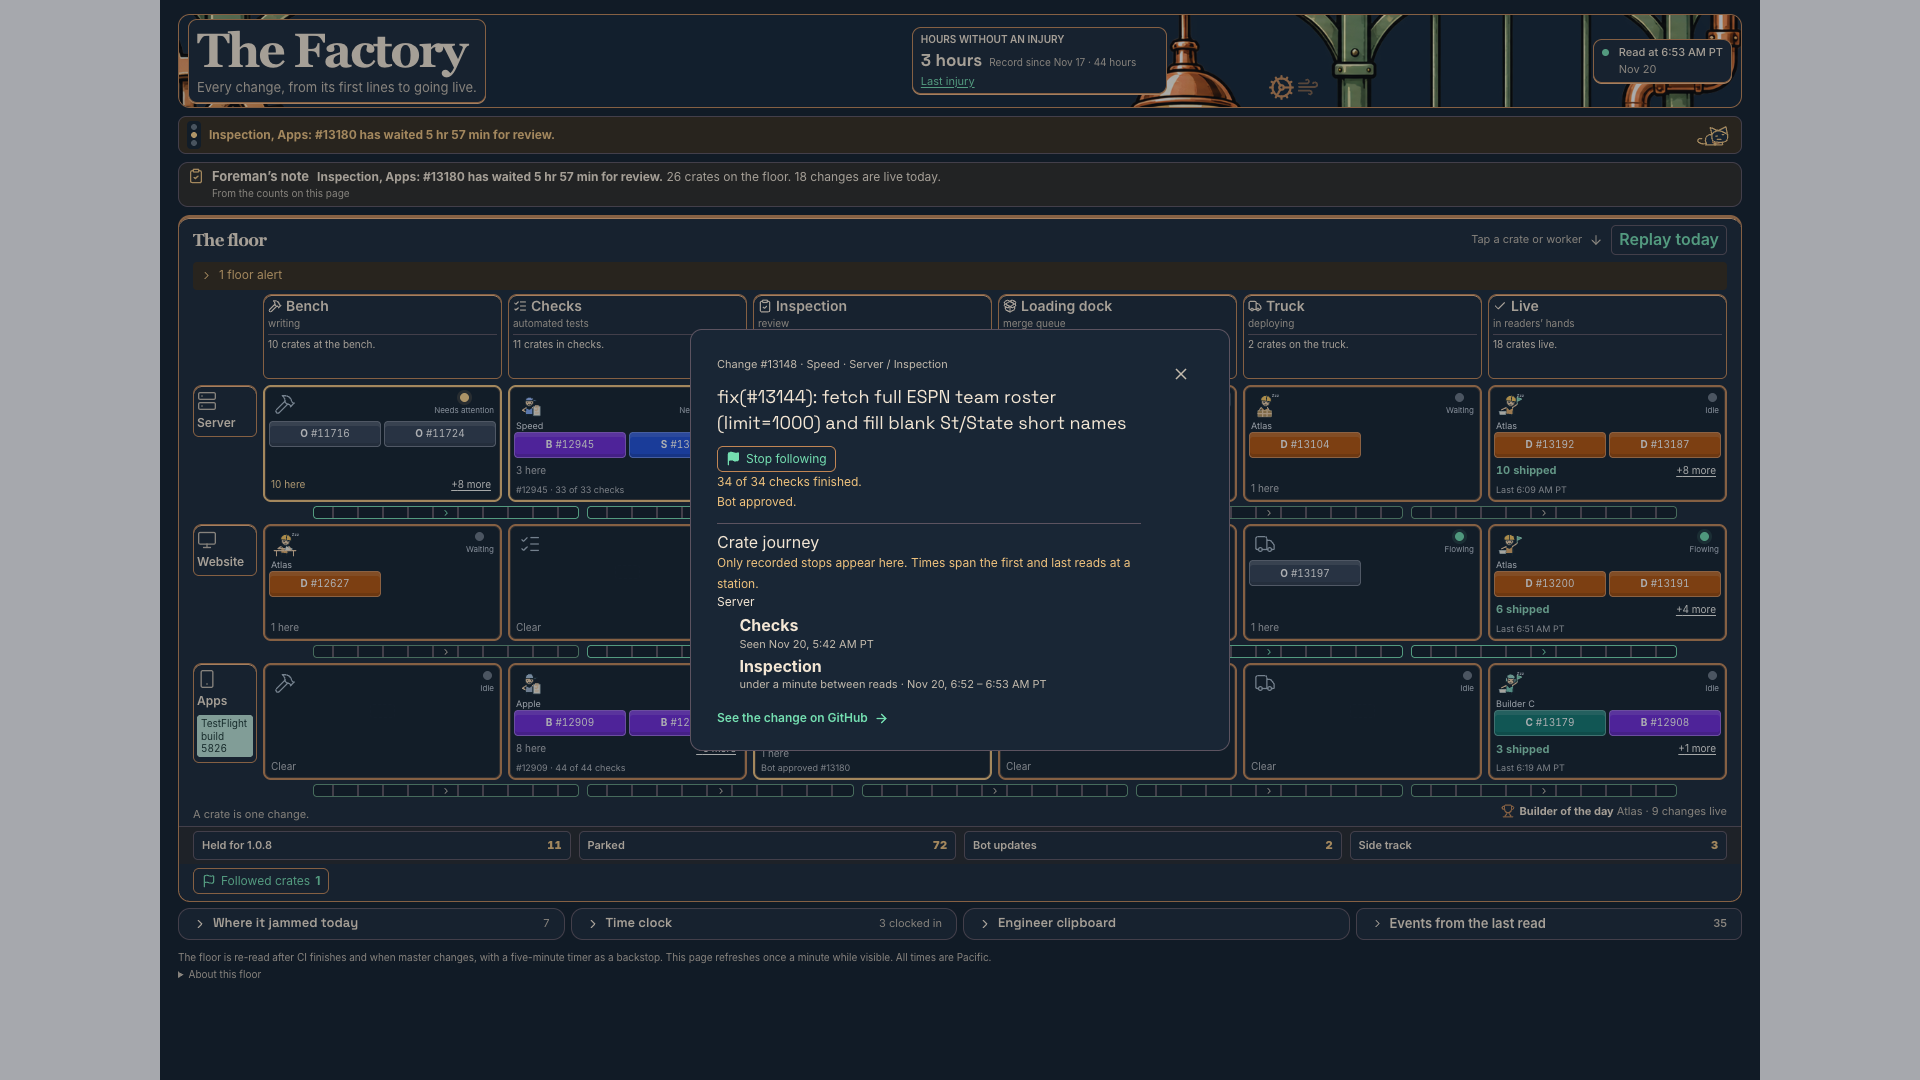 The Factory
Every change, from its first lines to going live.
HOURS WITHOUT AN INJURY
3 hours Record since Nov 17 · 44 hours
Last injury
Read at 6:53 AM PT
Nov 20
Inspection, Apps: #13180 has waited 5 hr 57 min for review.
Foreman’s note Inspection, Apps: #13180 has waited 5 hr 57 min for review. 26 crates on the floor. 18 changes are live today.
From the counts on this page
The floor
Tap a crate or worker ↓
Replay today
1 floor alert
Bench
writing
10 crates at the bench.
Checks
automated tests
11 crates in checks.
Inspection
review
Loading dock
merge queue
Truck
deploying
2 crates on the truck.
Live
in readers’ hands
18 crates live.
Server
Needs attention
O #11716
O #11724
10 here
+8 more
Speed
Ne
B #12945
S #13
3 here
#12945 · 33 of 33 checks
Waiting
Atlas
D #13104
1 here
Idle
Atlas
D #13192
D #13187
10 shipped
+8 more
Last 6:09 AM PT
Website
Waiting
Atlas
D #12627
1 here
Clear
Flowing
O #13197
1 here
Flowing
Atlas
D #13200
D #13191
6 shipped
+4 more
Last 6:51 AM PT
Apps
TestFlight
build
5826
Idle
Clear
Apple
B #12909
B #12
8 here
#12909 · 44 of 44 checks
1 here
Bot approved #13180
Clear
Idle
Clear
Idle
Builder C
C #13179
B #12908
3 shipped
+1 more
Last 6:19 AM PT
Change #13148 · Speed · Server / Inspection
fix(#13144): fetch full ESPN team roster
(limit=1000) and fill blank St/State short names
Stop following
34 of 34 checks finished.
Bot approved.
Crate journey
Only recorded stops appear here. Times span the first and last reads at a
station.
Server
Checks
Seen Nov 20, 5:42 AM PT
Inspection
under a minute between reads · Nov 20, 6:52 – 6:53 AM PT
See the change on GitHub →
A crate is one change.
Builder of the day Atlas · 9 changes live
Held for 1.0.8 11
Parked 72
Bot updates 2
Side track 3
Followed crates 1
Where it jammed today 7
Time clock 3 clocked in
Engineer clipboard
Events from the last read 35
The floor is re-read after CI finishes and when master changes, with a five-minute timer as a backstop. This page refreshes once a minute while visible. All times are Pacific.
About this floor